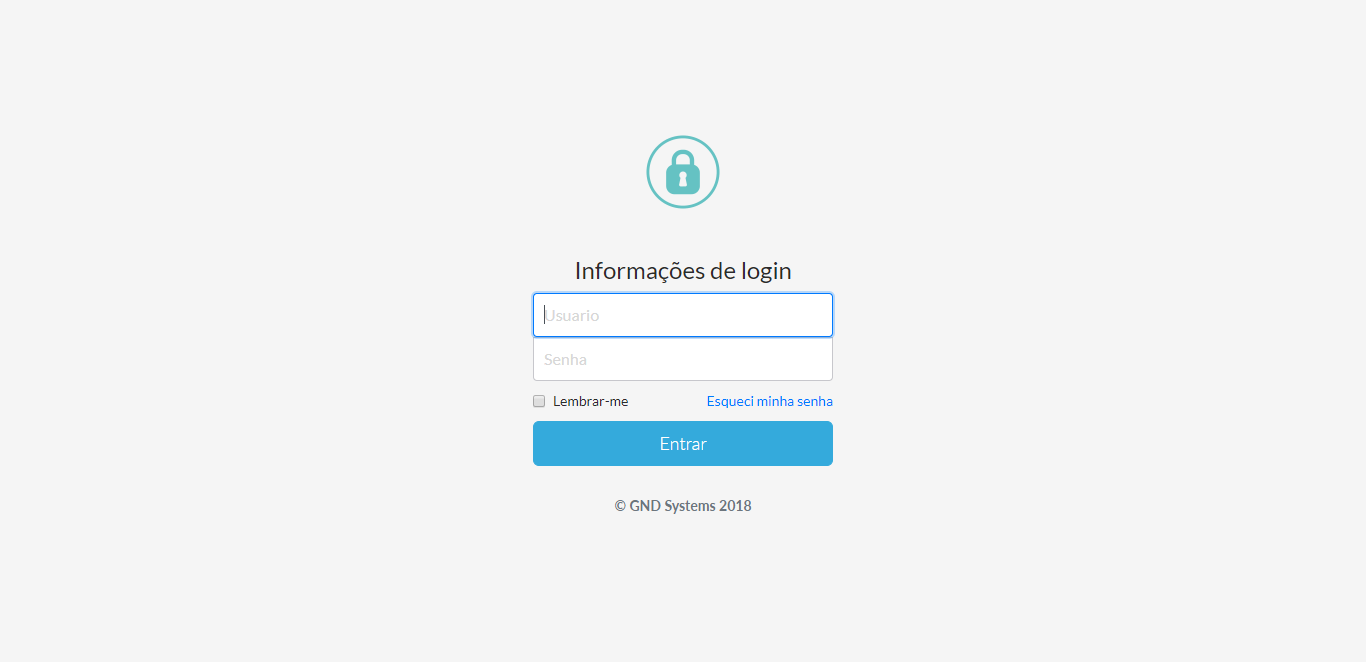 Informações de login
Usuario
Senha
Lembrar-me Esqueci minha senha
Entrar
© GND Systems 2018